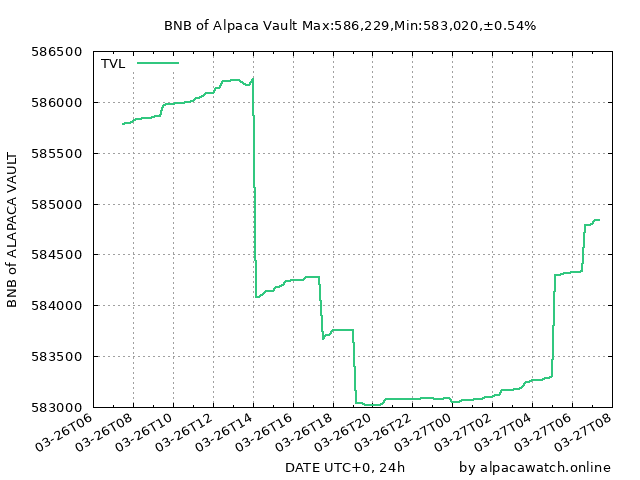 BNB of Alpaca Vault Max:586,229,Min:583,020,±0.54%
TVL
586500
586000
585500
585000
584500
584000
583500
583000
BNB of ALAPACA VAULT
03-26T06
03-26T08
03-26T10
03-26T12
03-26T14
03-26T16
03-26T18
03-26T20
03-26T22
03-27T00
03-27T02
03-27T04
03-27T06
03-27T08
DATE UTC+0, 24h
by alpacawatch.online